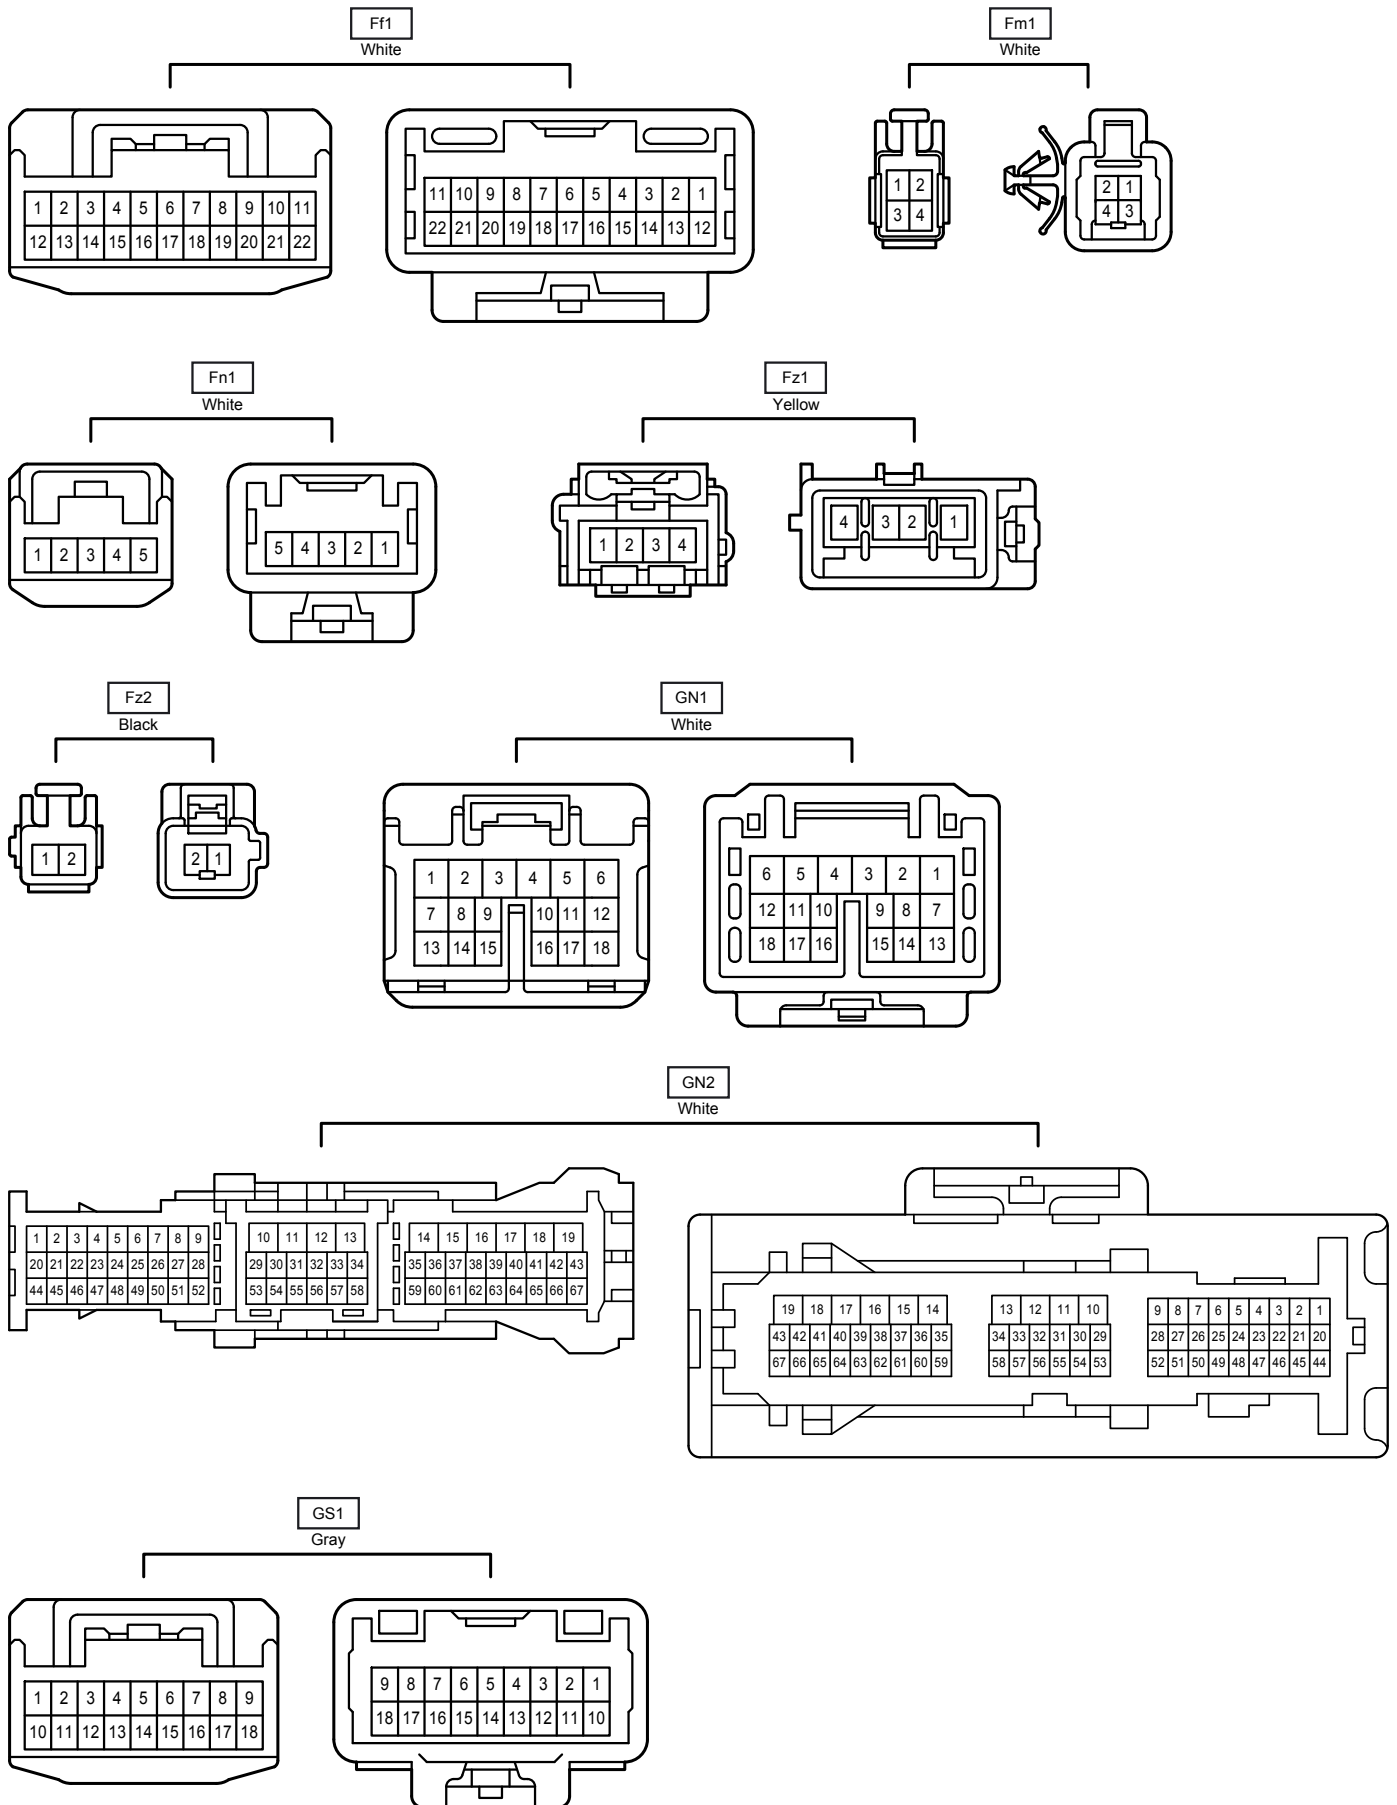 Ff1
White
Fm1
White
1 2 3 4 5 6 7 8 9 10 11
12 13 14 15 16 17 18 19 20 21 22
11 10 9 8 7 6 5 4 3 2 1
22 21 20 19 18 17 16 15 14 13 12
1 2
3 4
2 1
4 3
Fn1
White
Fz1
Yellow
1 2 3 4 5
5 4 3 2 1
1 2 3 4
4 3 2 1
Fz2
Black
GN1
White
1 2
2 1
1 2 3 4 5 6
7 8 9 10 11 12
13 14 15 16 17 18
6 5 4 3 2 1
12 11 10 9 8 7
18 17 16 15 14 13
GN2
White
1 2 3 4 5 6 7 8 9 10 11 12 13 14 15 16 17 18 19
20 21 22 23 24 25 26 27 28 29 30 31 32 33 34 35 36 37 38 39 40 41 42 43
44 45 46 47 48 49 50 51 52 53 54 55 56 57 58 59 60 61 62 63 64 65 66 67
19 18 17 16 15 14 13 12 11 10 9 8 7 6 5 4 3 2 1
43 42 41 40 39 38 37 36 35 34 33 32 31 30 29 28 27 26 25 24 23 22 21 20
67 66 65 64 63 62 61 60 59 58 57 56 55 54 53 52 51 50 49 48 47 46 45 44
GS1
Gray
1 2 3 4 5 6 7 8 9
10 11 12 13 14 15 16 17 18
9 8 7 6 5 4 3 2 1
18 17 16 15 14 13 12 11 10